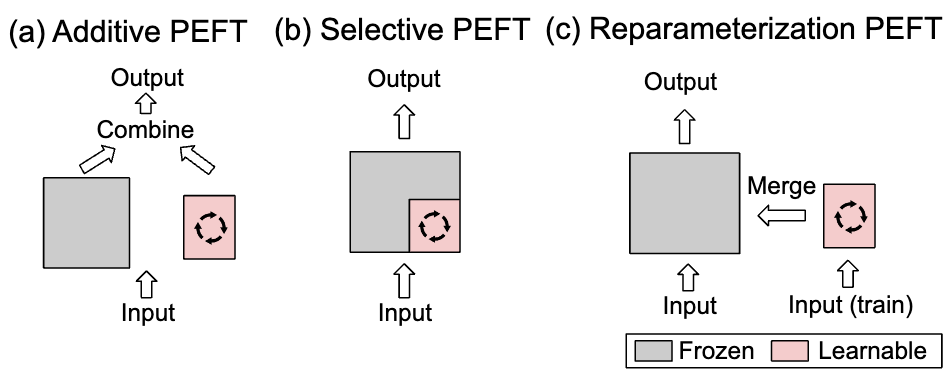 (a) Additive PEFT
Output
Combine
Input
(b) Selective PEFT
Output
Input
(c) Reparameterization PEFT
Output
Merge
Input
Input (train)
Frozen
Learnable